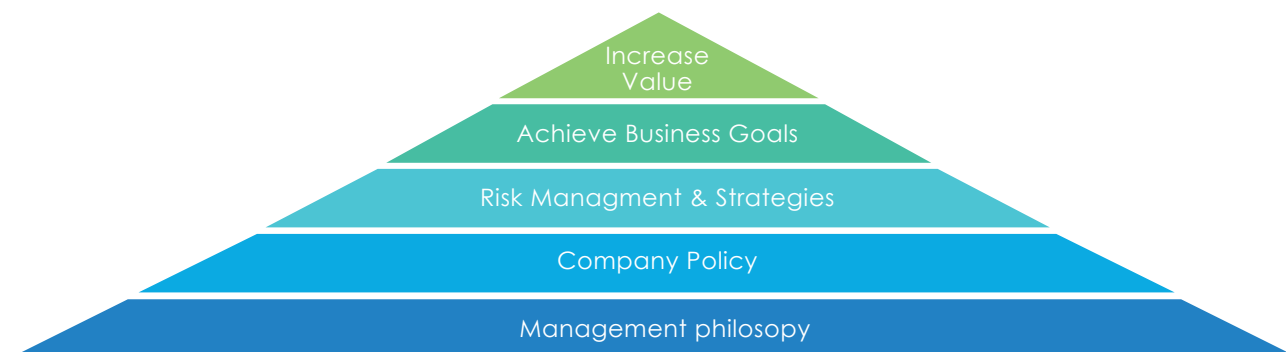 Increase
Value
Achieve Business Goals
Risk Managment & Strategies
Company Policy
Management philosopy